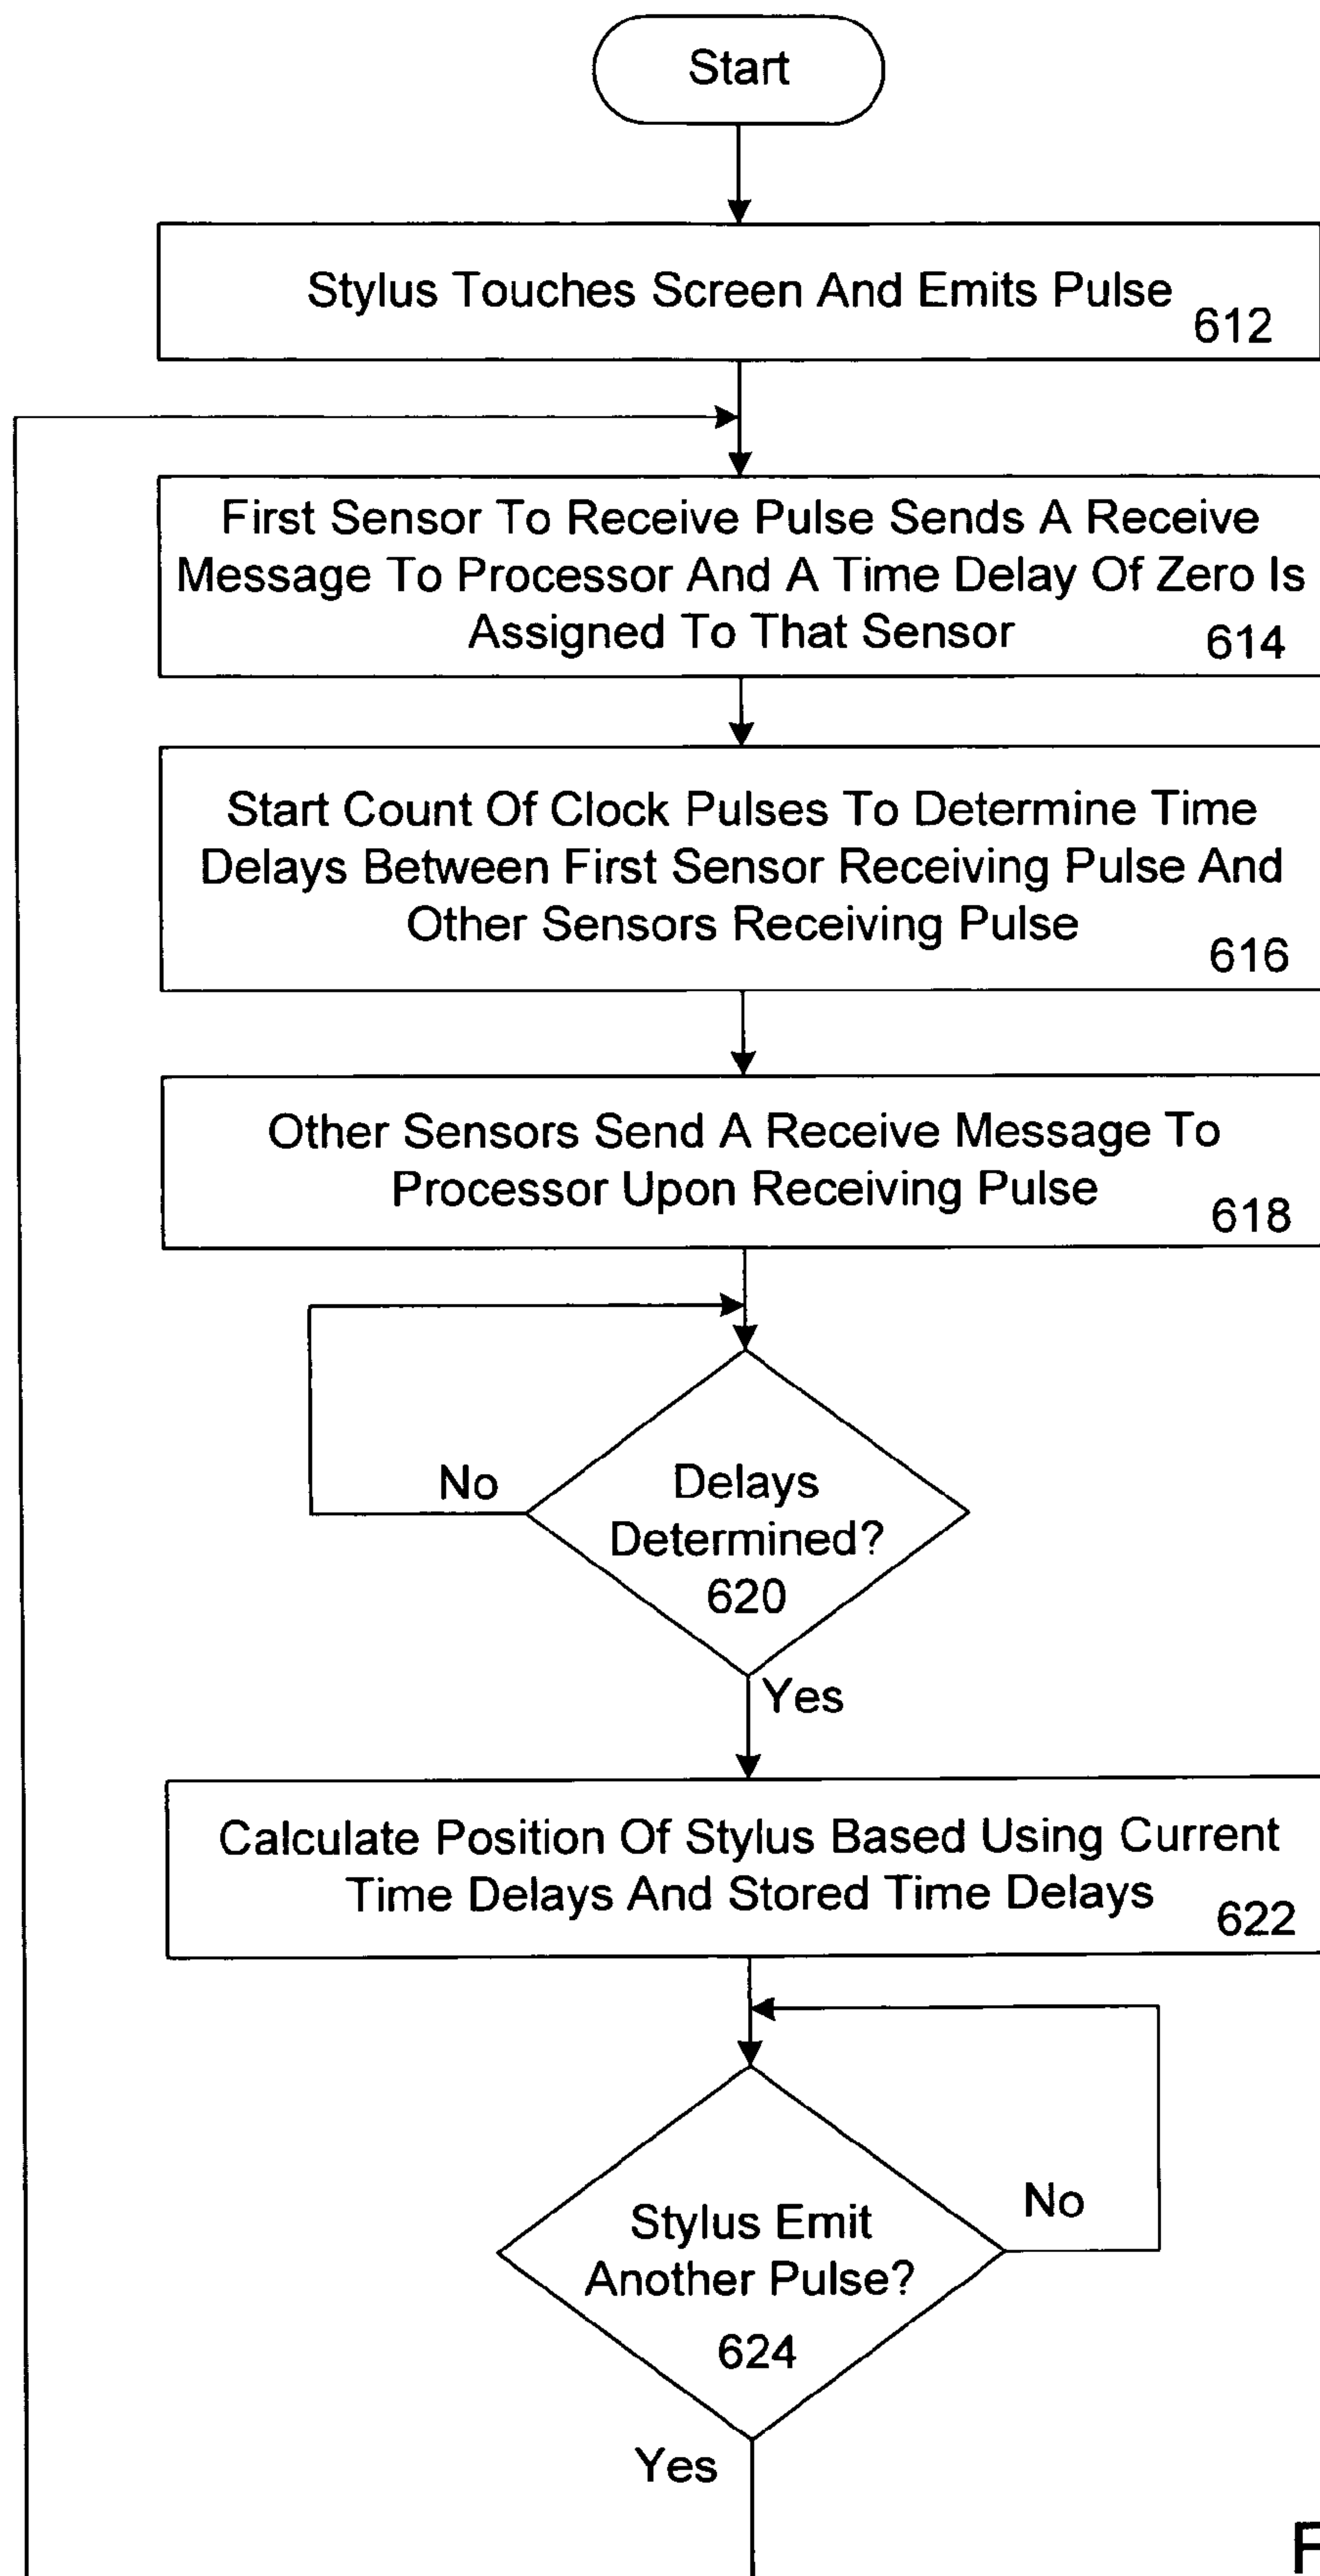 Start
Stylus Touches Screen And Emits Pulse
612
First Sensor To Receive Pulse Sends A Receive
Message To Processor And A Time Delay Of Zero Is
Assigned To That Sensor
614
Start Count Of Clock Pulses To Determine Time
Delays Between First Sensor Receiving Pulse And
Other Sensors Receiving Pulse
616
Other Sensors Send A Receive Message To
Processor Upon Receiving Pulse
618
No
Delays
Determined?
620
Yes
Calculate Position Of Stylus Based Using Current
Time Delays And Stored Time Delays
622
No
Stylus Emit
Another Pulse?
624
Yes